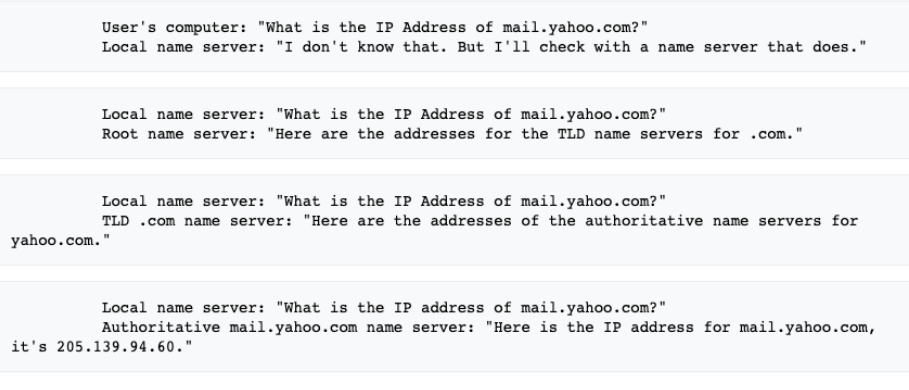 User's computer: "What is the IP Address of mail.yahoo.com?"
Local name server: "I don't know that. But I'll check with a name server that does."
Local name server: "What is the IP Address of mail.yahoo.com?"
Root name server: "Here are the addresses for the TLD name servers for .com."
Local name server: "What is the IP Address of mail.yahoo.com?"
TLD .com name server: "Here are the addresses of the authoritative name servers for
yahoo.com."
Local name server: "What is the IP address of mail.yahoo.com?"
Authoritative mail.yahoo.com name server: "Here is the IP address for mail.yahoo.com,
it's 205.139.94.60."